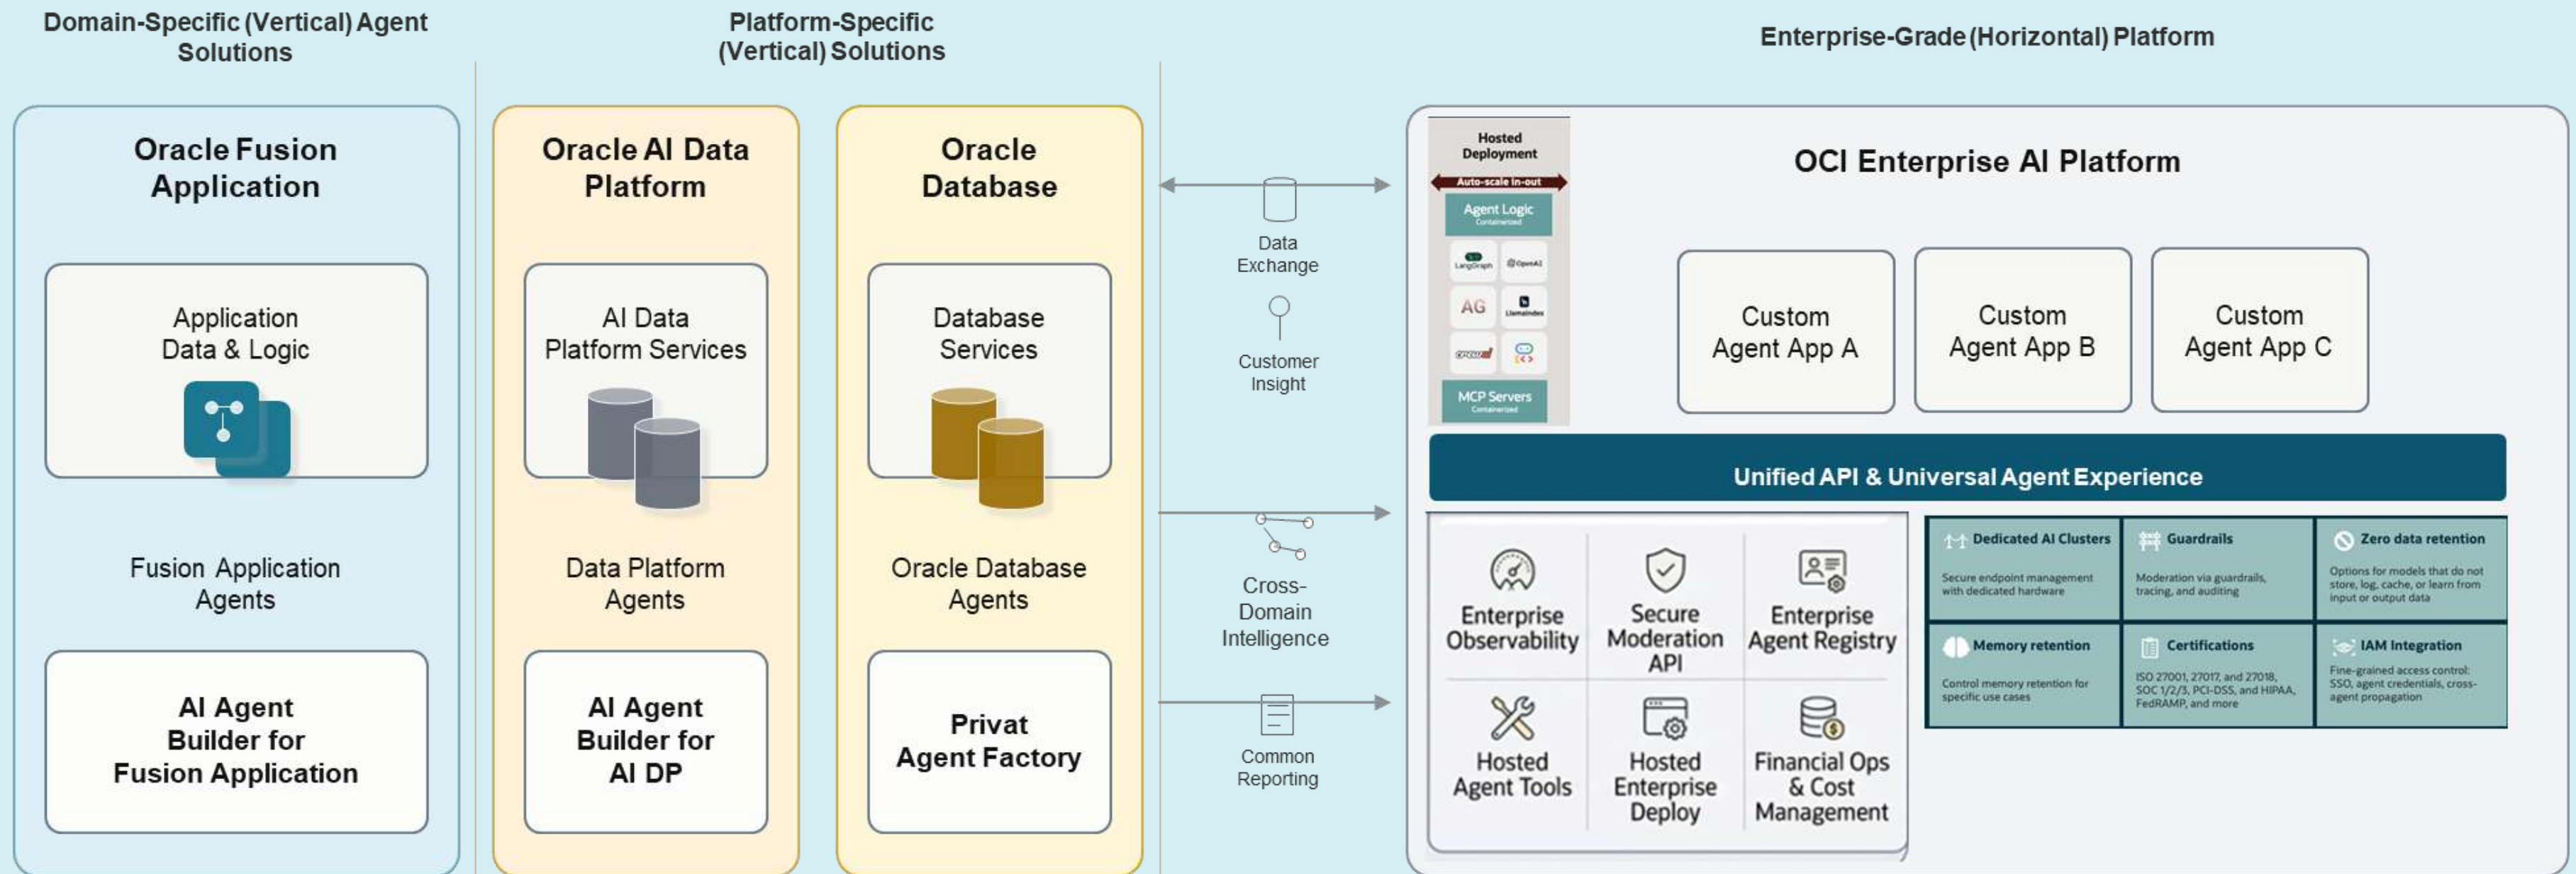 Domain-Specific (Vertical) Agent
Solutions
Platform-Specific
(Vertical) Solutions
Enterprise-Grade (Horizontal) Platform
Oracle Fusion
Application
Application
Data & Logic
Fusion Application
Agents
AI Agent
Builder for
Fusion Application
Oracle AI Data
Platform
AI Data
Platform Services
Data Platform
Agents
AI Agent
Builder for
AI DP
Oracle
Database
Database
Services
Oracle Database
Agents
Privat
Agent Factory
Data
Exchange
Customer
Insight
Cross-
Domain
Intelligence
Common
Reporting
Hosted
Deployment
Auto-scale in-out
Agent Logic
Containerized
LangGraph
OpenAI
AG
LlamaIndex
crewai
MCP Servers
Containerized
OCI Enterprise AI Platform
Custom
Agent App A
Custom
Agent App B
Custom
Agent App C
Unified API & Universal Agent Experience
Enterprise
Observability
Secure
Moderation
API
Enterprise
Agent Registry
Hosted
Agent Tools
Hosted
Enterprise
Deploy
Financial Ops
& Cost
Management
Dedicated AI Clusters
Secure endpoint management
with dedicated hardware
Guardrails
Moderation via guardrails,
tracing, and auditing
Zero data retention
Options for models that do not
store, log, cache, or learn from
input or output data
Memory retention
Control memory retention for
specific use cases
Certifications
ISO 27001, 27017, and 27018,
SOC 1/2/3, PCI-DSS, and HIPAA,
FedRAMP, and more
IAM Integration
Fine-grained access control:
SSO, agent credentials, cross-
agent propagation